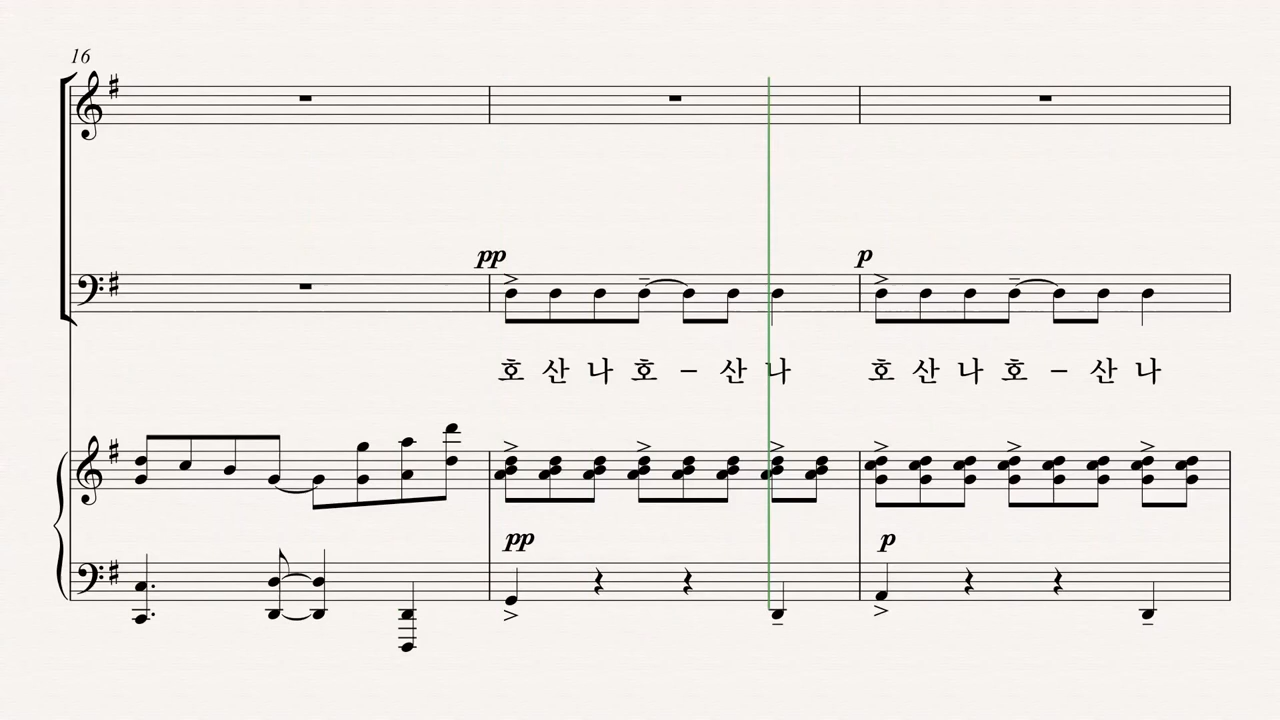 16
pp
p
호 산 나 호 – 산 나 호 산 나 호 – 산 나
pp
p